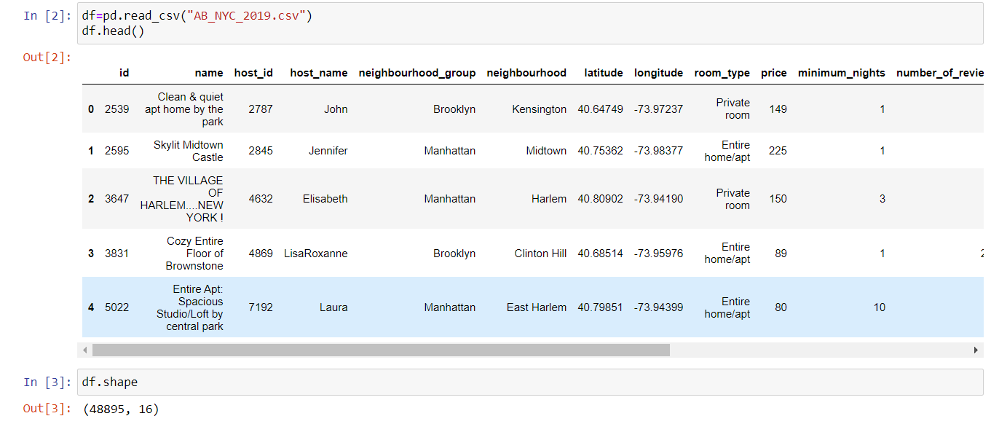 In [2]: df=pd.read_csv("AB_NYC_2019.csv")
df.head()
Out[2]:
id name host_id host_name neighbourhood_group neighbourhood latitude longitude room_type price minimum_nights number_of_revie
0 2539 Clean & quiet apt home by the park 2787 John Brooklyn Kensington 40.64749 -73.97237 Private room 149 1
1 2595 Skylit Midtown Castle 2845 Jennifer Manhattan Midtown 40.75362 -73.98377 Entire home/apt 225 1
2 3647 THE VILLAGE OF HARLEM....NEW YORK ! 4632 Elisabeth Manhattan Harlem 40.80902 -73.94190 Private room 150 3
3 3831 Cozy Entire Floor of Brownstone 4869 LisaRoxanne Brooklyn Clinton Hill 40.68514 -73.95976 Entire home/apt 89 1 2
4 5022 Entire Apt: Spacious Studio/Loft by central park 7192 Laura Manhattan East Harlem 40.79851 -73.94399 Entire home/apt 80 10
In [3]: df.shape
Out[3]: (48895, 16)